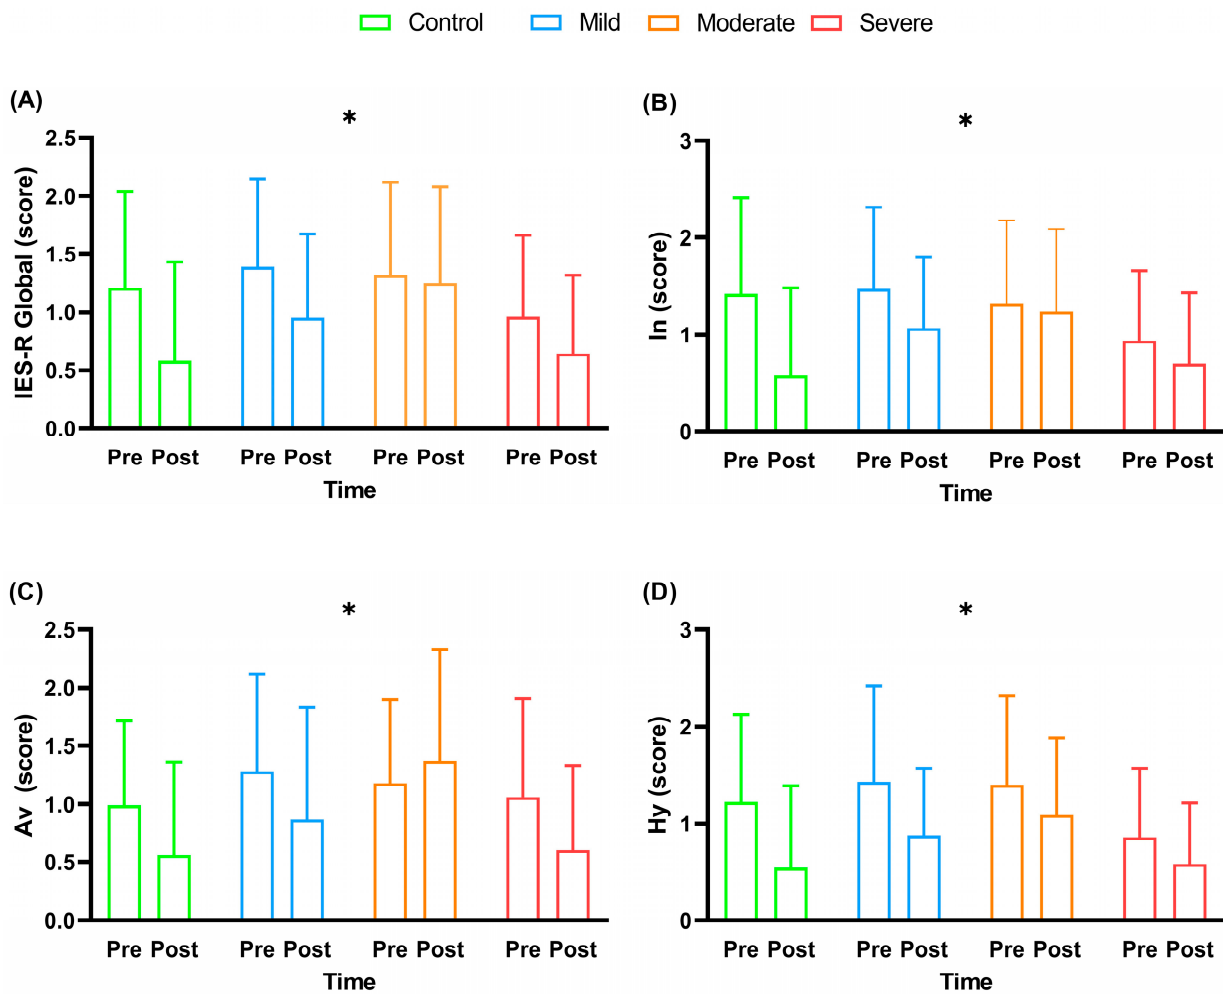 Control Mild Moderate Severe
(A)
*
IES-R Global (score)
2.5
2.0
1.5
1.0
0.5
0.0
Pre Post Pre Post Pre Post Pre Post
Time
(B)
*
In (score)
3
2
1
0
Pre Post Pre Post Pre Post Pre Post
Time
(C)
*
Av (score)
2.5
2.0
1.5
1.0
0.5
0.0
Pre Post Pre Post Pre Post Pre Post
Time
(D)
*
Hy (score)
3
2
1
0
Pre Post Pre Post Pre Post Pre Post
Time